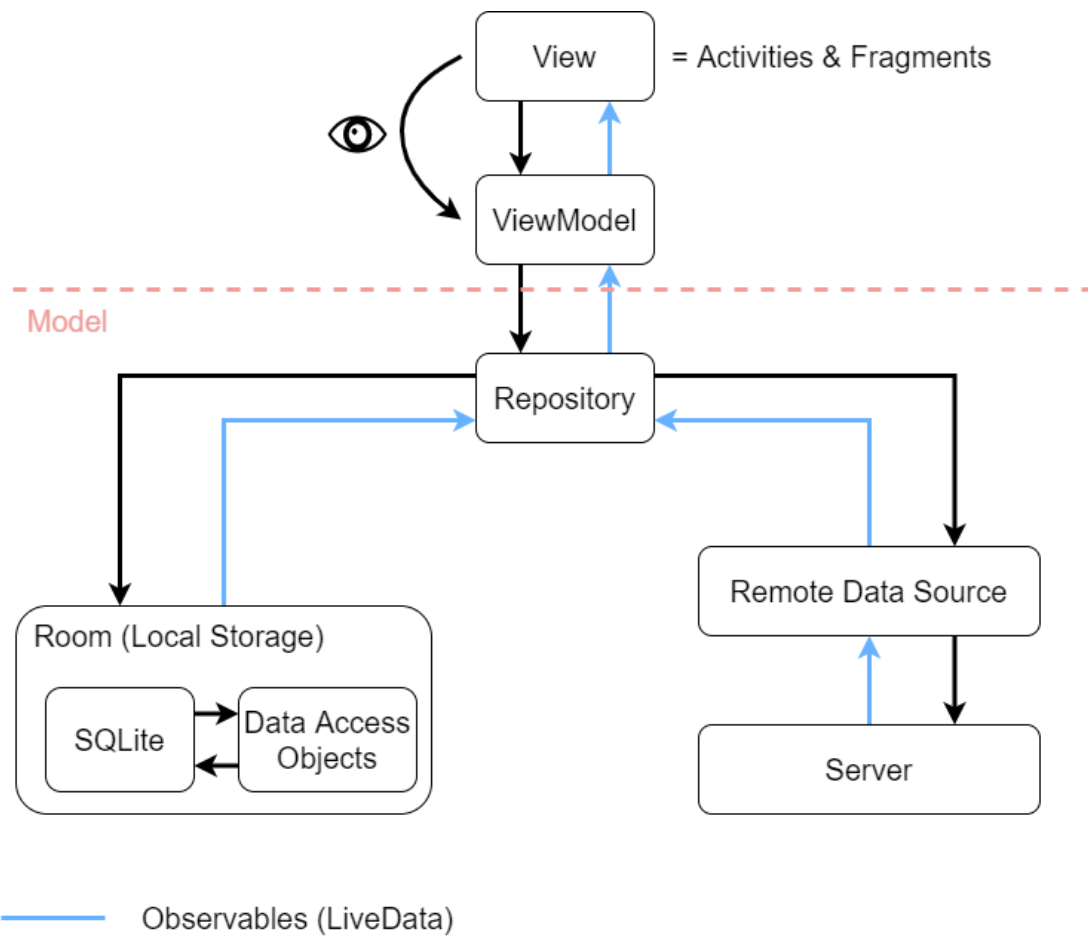 View
= Activities & Fragments
ViewModel
Model
Repository
Remote Data Source
Room (Local Storage)
SQLite
Data Access
Objects
Server
Observables (LiveData)